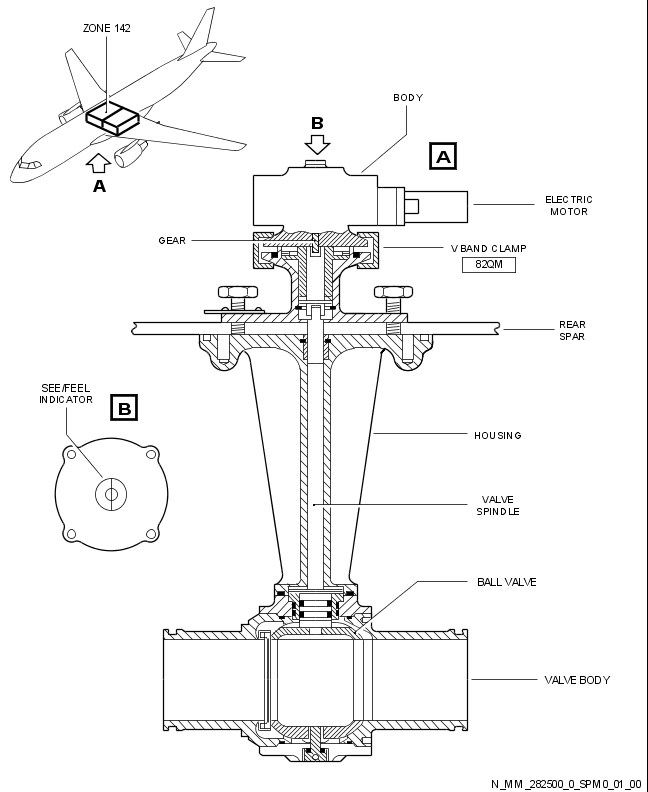 ZONE 142
A
B
BODY
A
ELECTRIC
MOTOR
GEAR
V BAND CLAMP
82QM
REAR
SPAR
SEE/FEEL
INDICATOR
B
HOUSING
VALVE
SPINDLE
BALL VALVE
VALVE BODY
N_MM_282500_0_SPM0_01_00